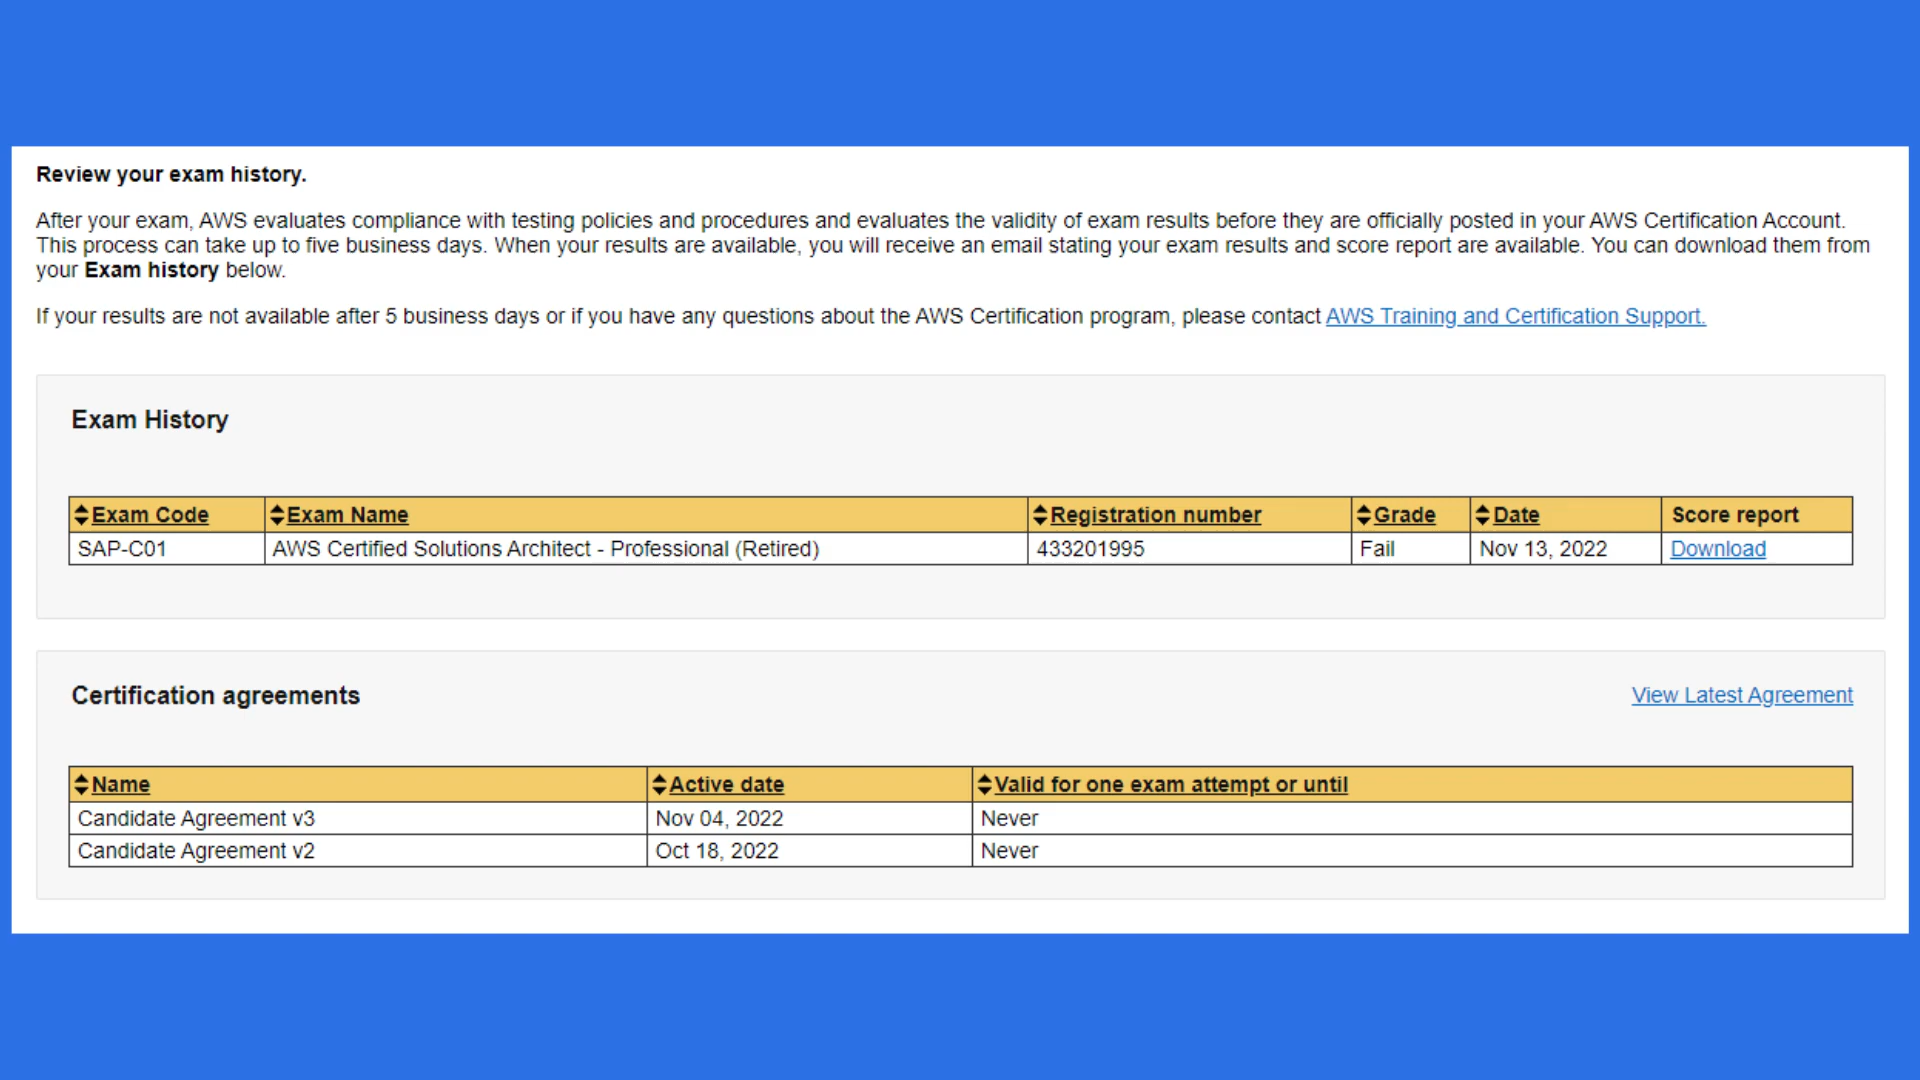 Review your exam history.
After your exam, AWS evaluates compliance with testing policies and procedures and evaluates the validity of exam results before they are officially posted in your AWS Certification Account.
This process can take up to five business days. When your results are available, you will receive an email stating your exam results and score report are available. You can download them from
your Exam history below.
If your results are not available after 5 business days or if you have any questions about the AWS Certification program, please contact AWS Training and Certification Support.
Exam History
Exam Code Exam Name Registration number Grade Date Score report
SAP-C01 AWS Certified Solutions Architect - Professional (Retired) 433201995 Fail Nov 13, 2022 Download
Certification agreements View Latest Agreement
Name Active date Valid for one exam attempt or until
Candidate Agreement v3 Nov 04, 2022 Never
Candidate Agreement v2 Oct 18, 2022 Never